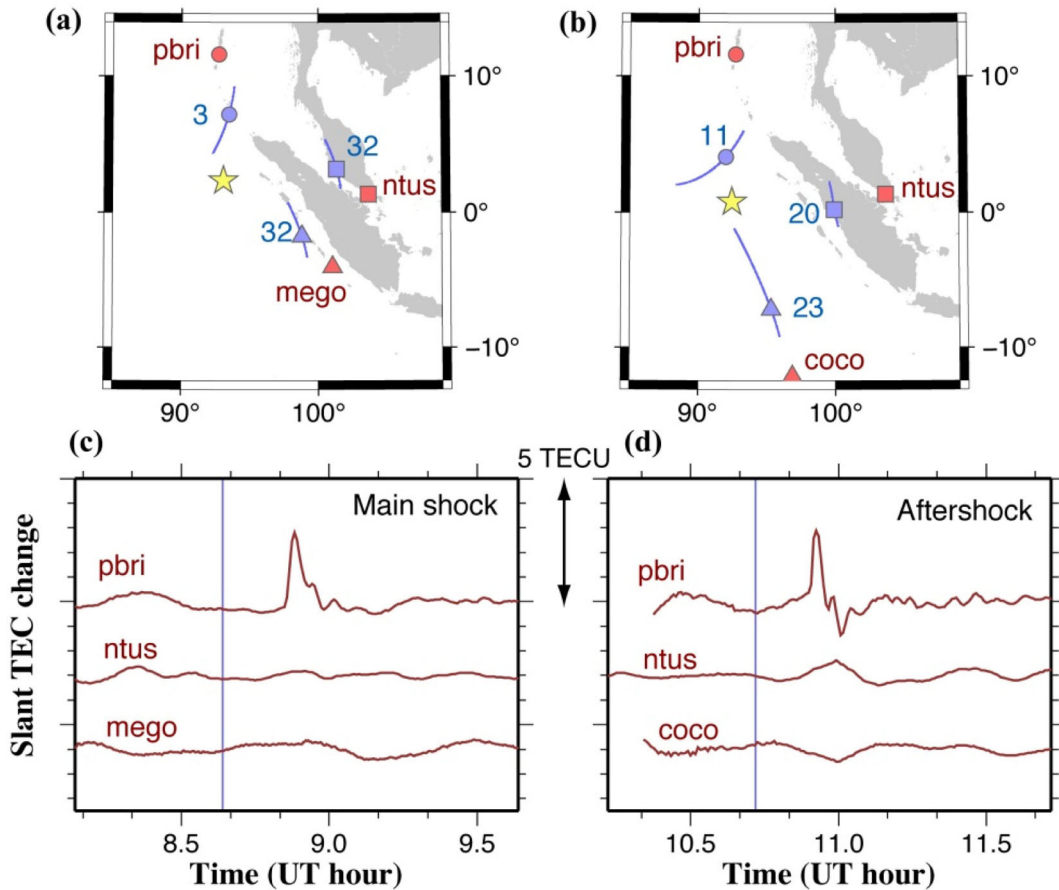 (a)
pbri
3
32
ntus
32
mego
10°
0°
−10°
90°
100°
(b)
pbri
11
ntus
20
23
coco
10°
0°
−10°
90°
100°
(c)
5 TECU
(d)
Main shock
pbri
ntus
mego
Slant TEC change
8.5
9.0
9.5
Time (UT hour)
Aftershock
pbri
ntus
coco
10.5
11.0
11.5
Time (UT hour)